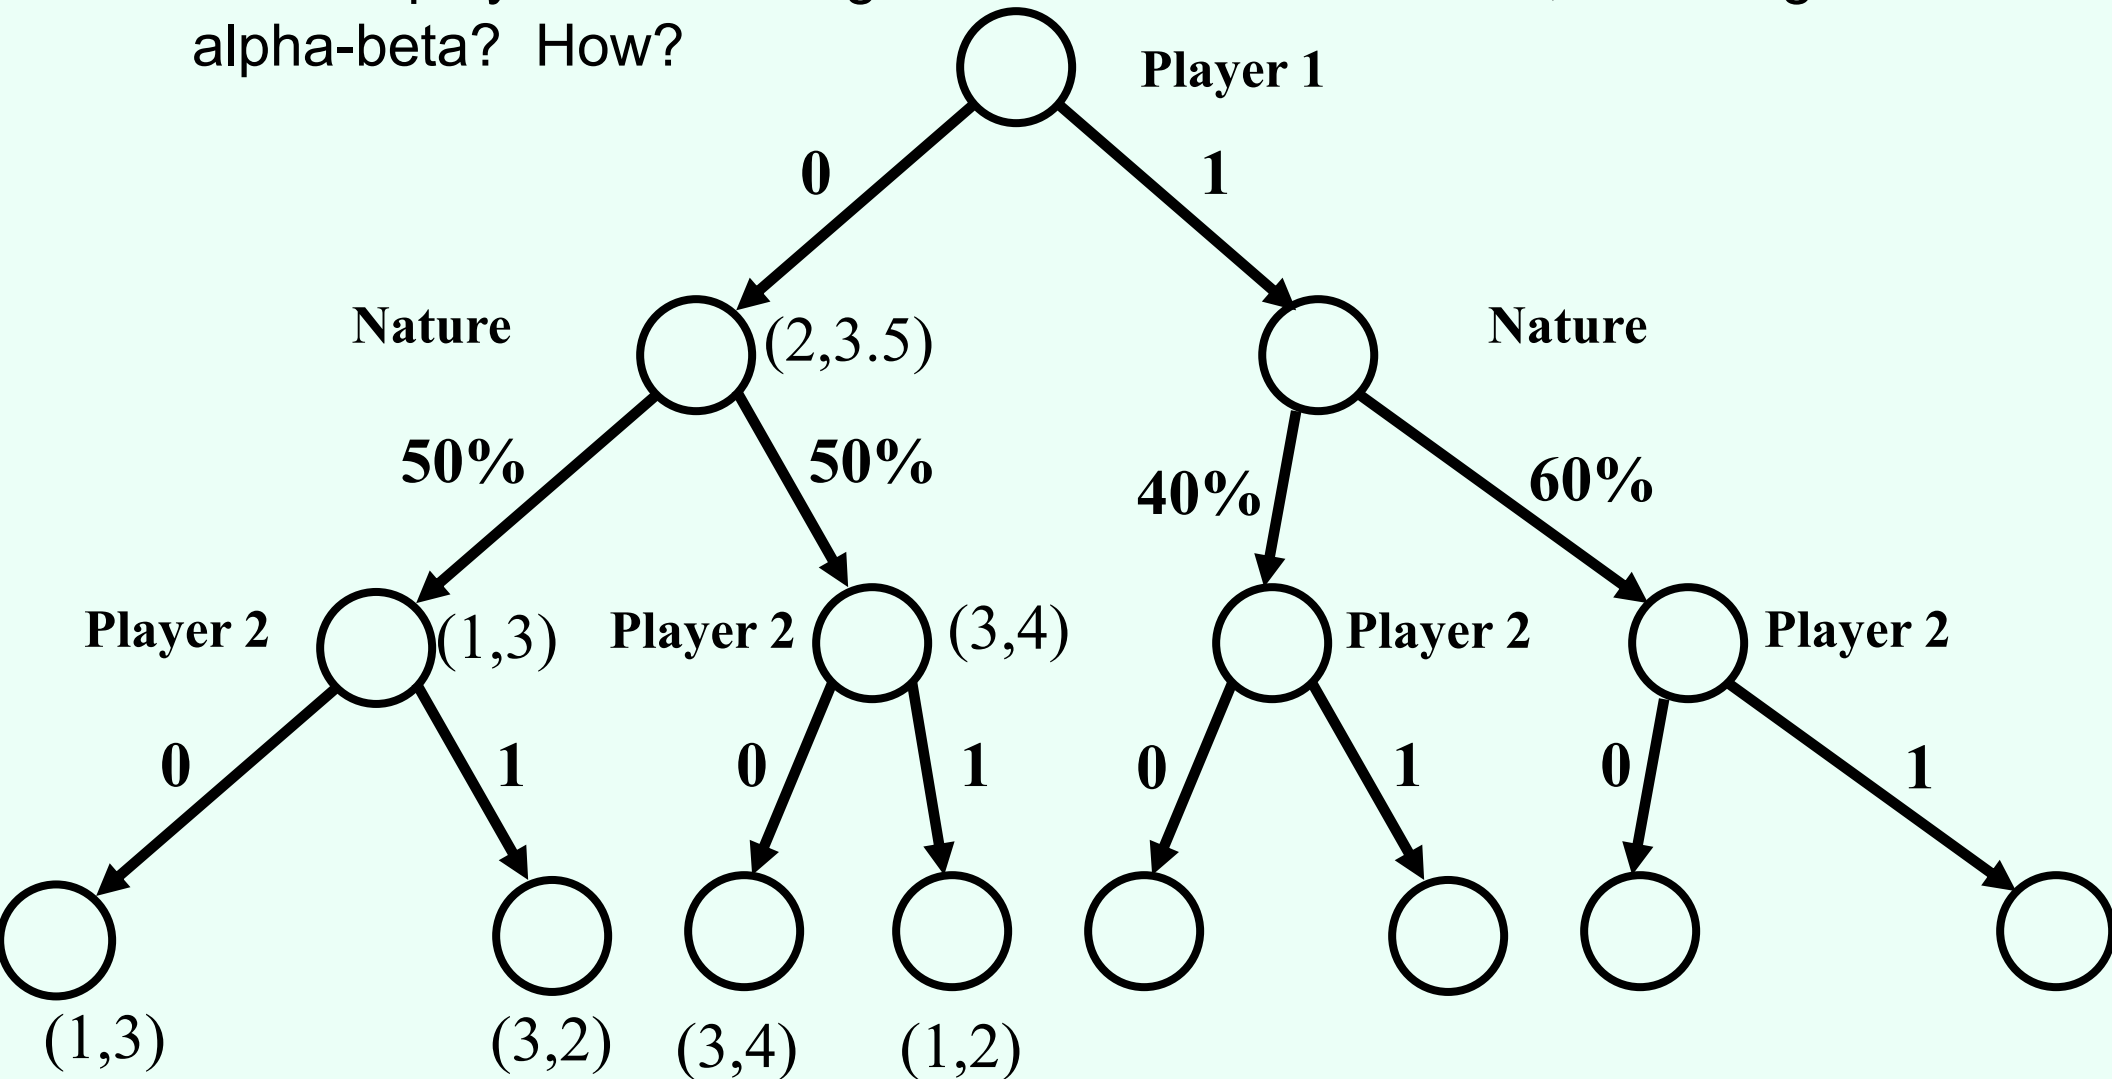 alpha-beta? How?
Player 1
0 1
Nature (2,3.5) Nature
50% 50% 40% 60%
Player 2 (1,3) Player 2 (3,4) Player 2 Player 2
0 1 0 1 0 1 0 1
(1,3) (3,2) (3,4) (1,2)